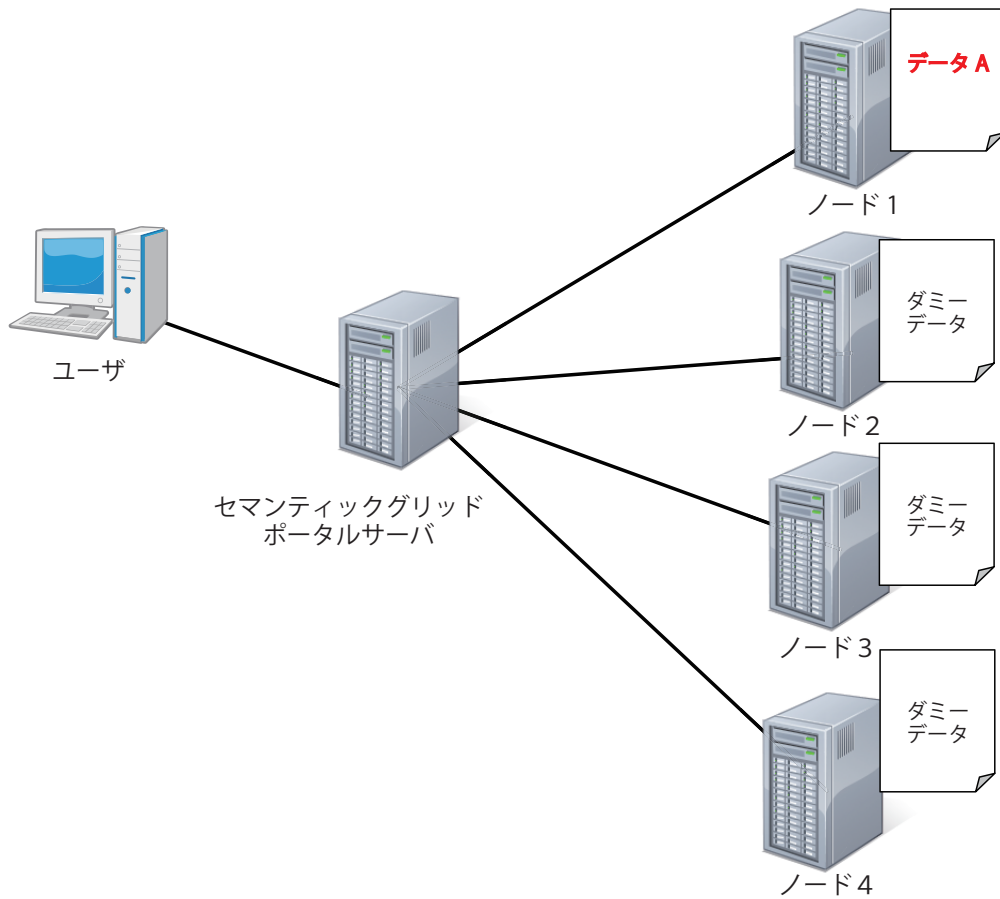 データ A
ノード 1
ダミー
データ
ユーザ
ノード 2
セマンティックグリッド
ポータルサーバ
ダミー
データ
ノード 3
ダミー
データ
ノード 4